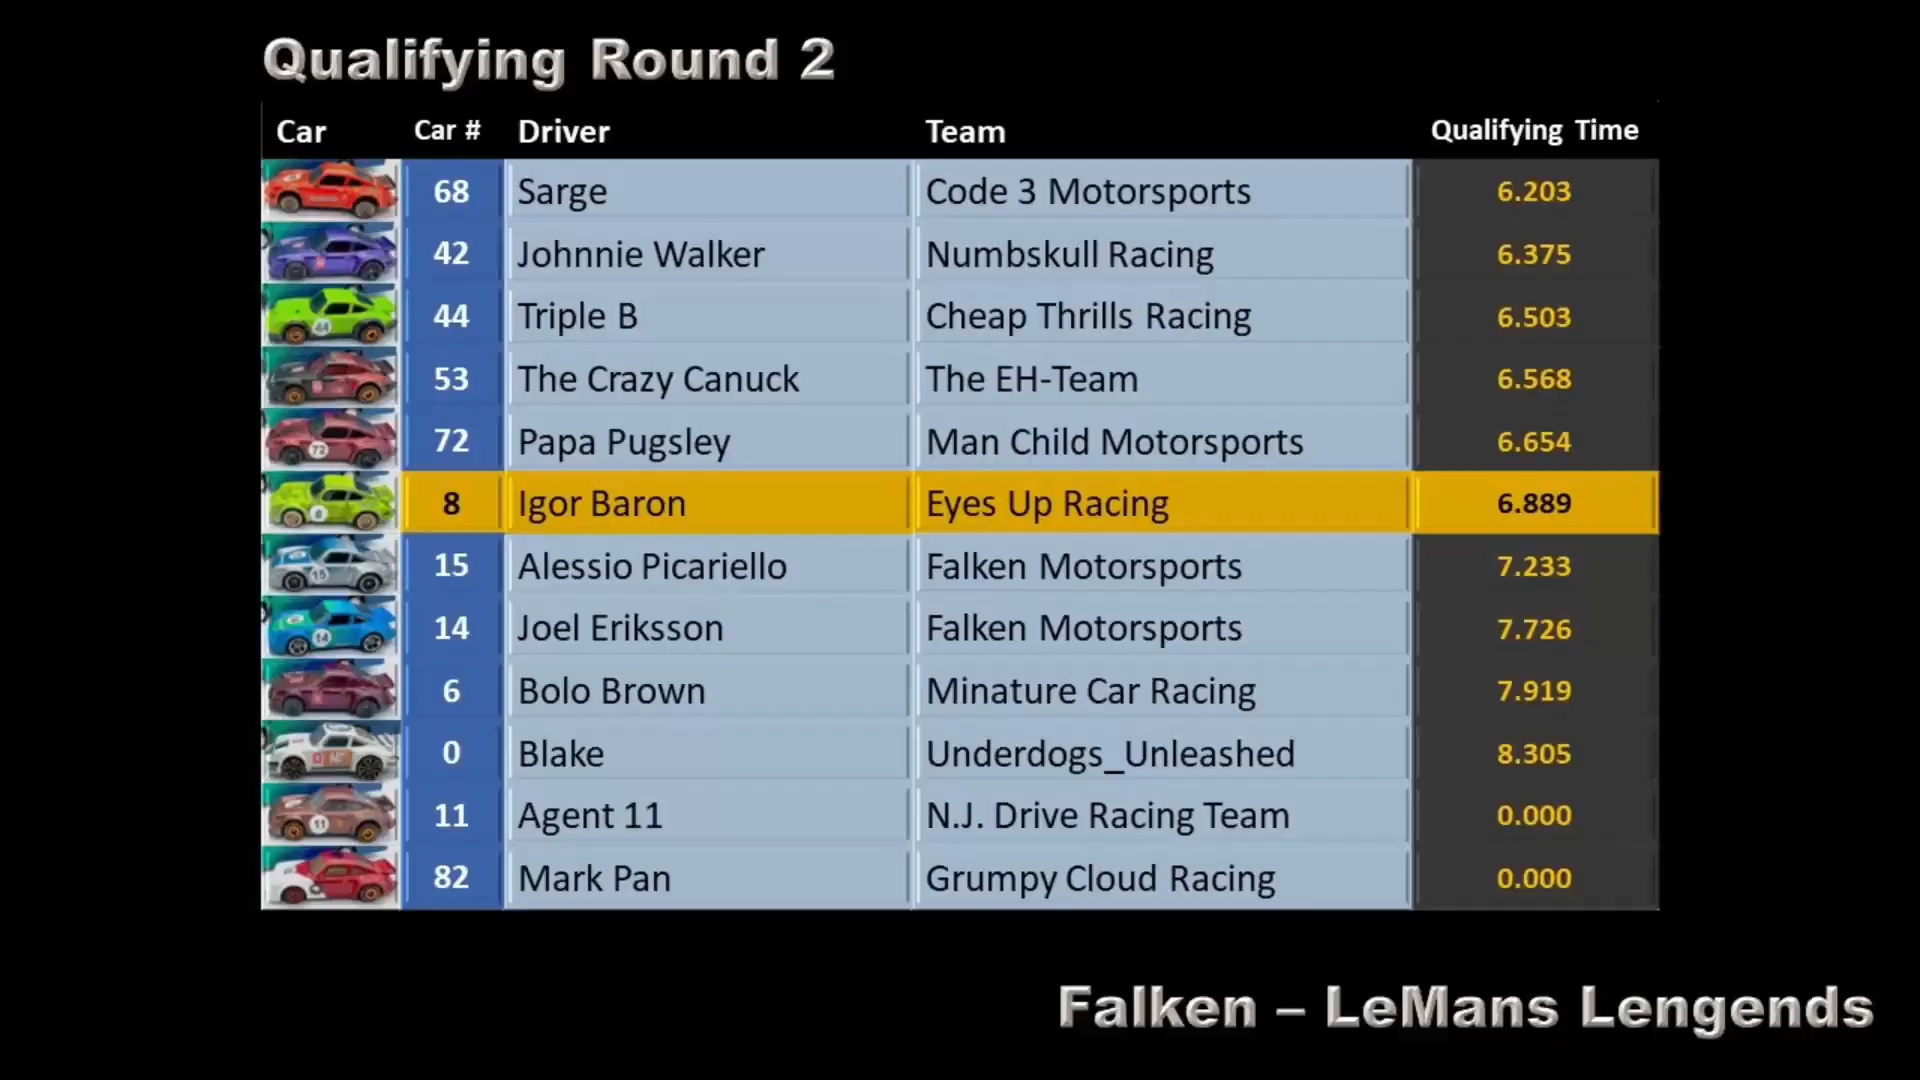 Qualifying Round 2
Car Car # Driver Team Qualifying Time
68 Sarge Code 3 Motorsports 6.203
42 Johnnie Walker Numbskull Racing 6.375
44 Triple B Cheap Thrills Racing 6.503
53 The Crazy Canuck The EH-Team 6.568
72 72 Papa Pugsley Man Child Motorsports 6.654
8 8 Igor Baron Eyes Up Racing 6.889
15 15 Alessio Picariello Falken Motorsports 7.233
14 14 Joel Eriksson Falken Motorsports 7.726
6 Bolo Brown Minature Car Racing 7.919
0 Blake Underdogs_Unleashed 8.305
11 11 Agent 11 N.J. Drive Racing Team 0.000
82 Mark Pan Grumpy Cloud Racing 0.000
Falken – LeMans Lengends